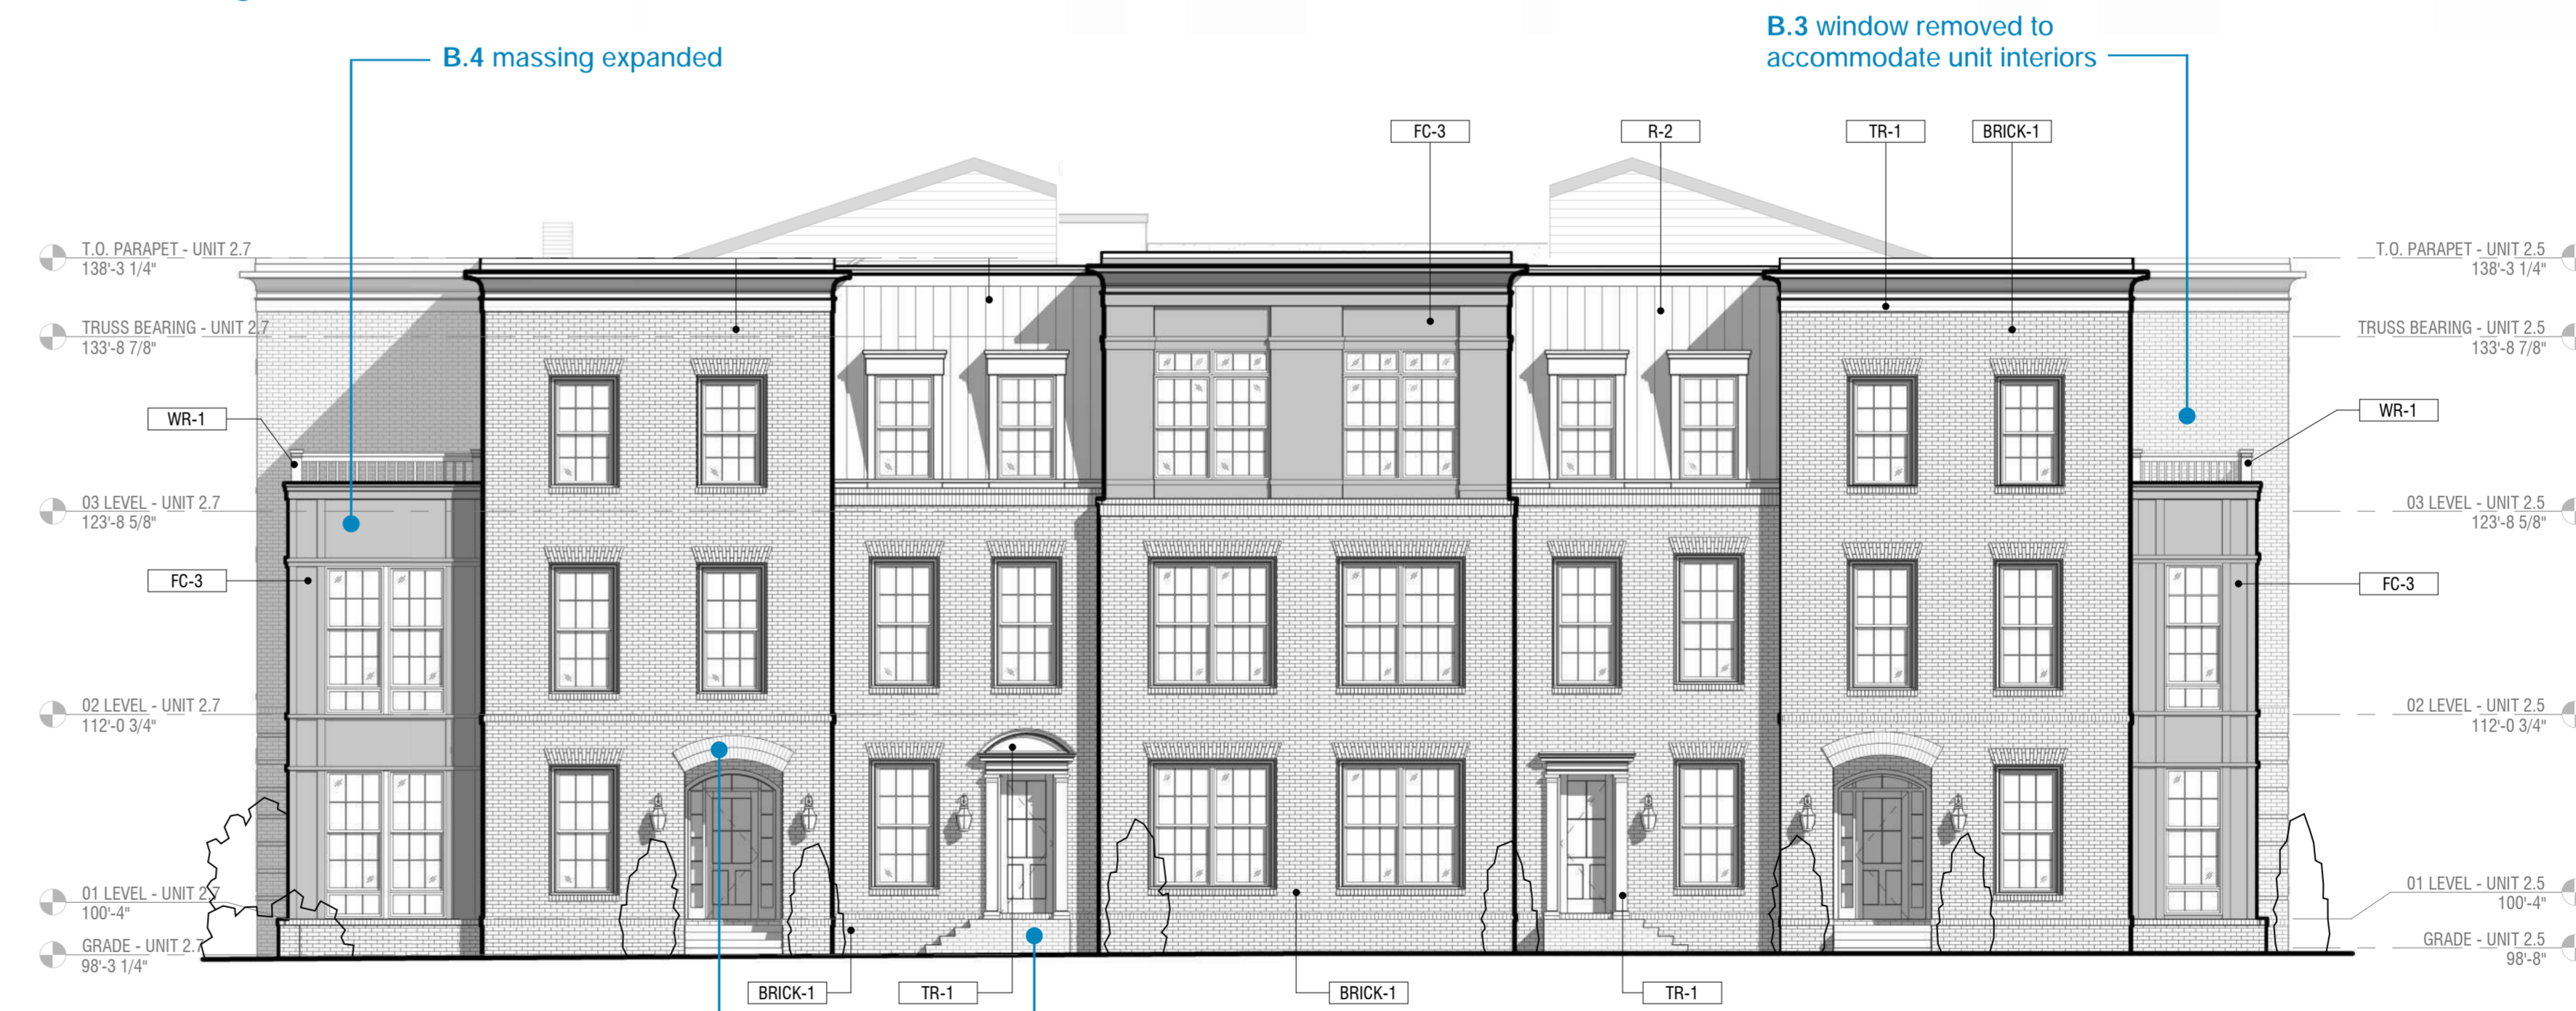 B.4 massing expanded
B.3 window removed to
accommodate unit interiors
FC-3
R-2
TR-1
BRICK-1
T.O. PARAPET - UNIT 2.7
138'-3 1/4"
T.O. PARAPET - UNIT 2.5
138'-3 1/4"
TRUSS BEARING - UNIT 2.7
133'-8 7/8"
TRUSS BEARING - UNIT 2.5
133'-8 7/8"
WR-1
WR-1
03 LEVEL - UNIT 2.7
123'-8 5/8"
03 LEVEL - UNIT 2.5
123'-8 5/8"
FC-3
FC-3
02 LEVEL - UNIT 2.7
112'-0 3/4"
02 LEVEL - UNIT 2.5
112'-0 3/4"
01 LEVEL - UNIT 2.7
100'-4"
01 LEVEL - UNIT 2.5
100'-4"
GRADE - UNIT 2.7
98'-3 1/4"
GRADE - UNIT 2.5
98'-8"
BRICK-1
TR-1
BRICK-1
TR-1